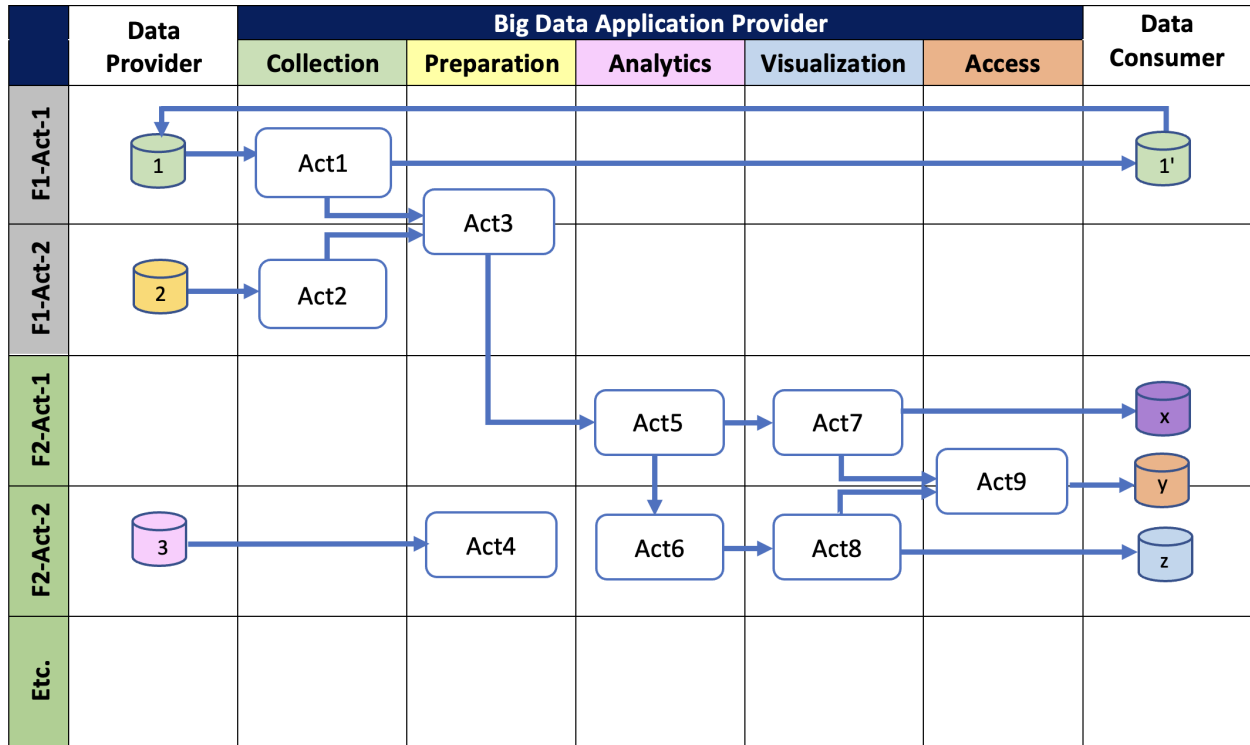 Data
Provider
Big Data Application Provider
Data
Consumer
Collection
Preparation
Analytics
Visualization
Access
F1-Act-1
1
Act1
1'
Act3
F1-Act-2
2
Act2
F2-Act-1
Act5
Act7
x
Act9
y
F2-Act-2
3
Act4
Act6
Act8
z
Etc.